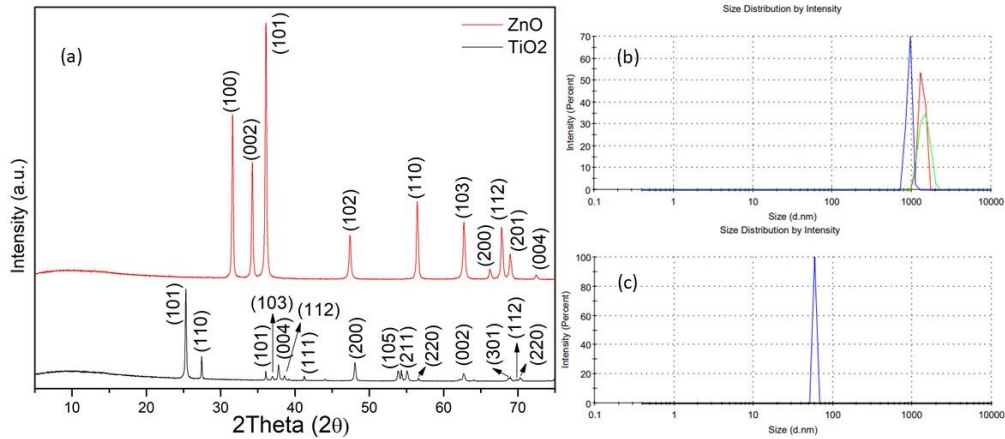 (a)
ZnO
TiO2
(100)
(002)
(101)
(102)
(110)
(103)
(200)
(112)
(201)
(004)
(101)
(110)
(101)
(103)
(004)
(112)
(111)
(200)
(105)
(211)
(220)
(002)
(301)
(112)
(220)
Intensity (a.u.)
10 20 30 40 50 60 70
2Theta (2θ)
Size Distribution by Intensity
(b)
Intensity (Percent)
70
60
50
40
30
20
10
0
0.1 1 10 100 1000 10000
Size (d.nm)
Size Distribution by Intensity
(c)
Intensity (Percent)
100
80
60
40
20
0
0.1 1 10 100 1000 10000
Size (d.nm)